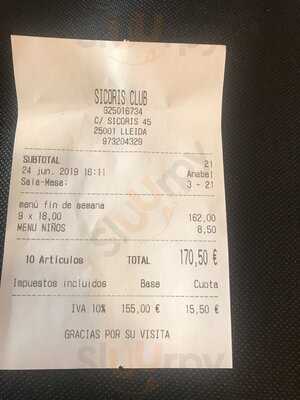 SICORIS CLUB
925016734
C/ SICORIS 45
25001 LLEIDA
973204329
SUBTOTAL 21
24 jun. 2019 16:11 Anabel
Sala-Mesa: 3 - 21
menú fin de semana
9 x 18,00 162,00
MENU NIÑOS 8,50
10 Artículos TOTAL 170,50 €
Impuestos incluidos Base Cuota
IVA 10% 155,00 € 15,50 €
GRACIAS POR SU VISITA
sluurpy